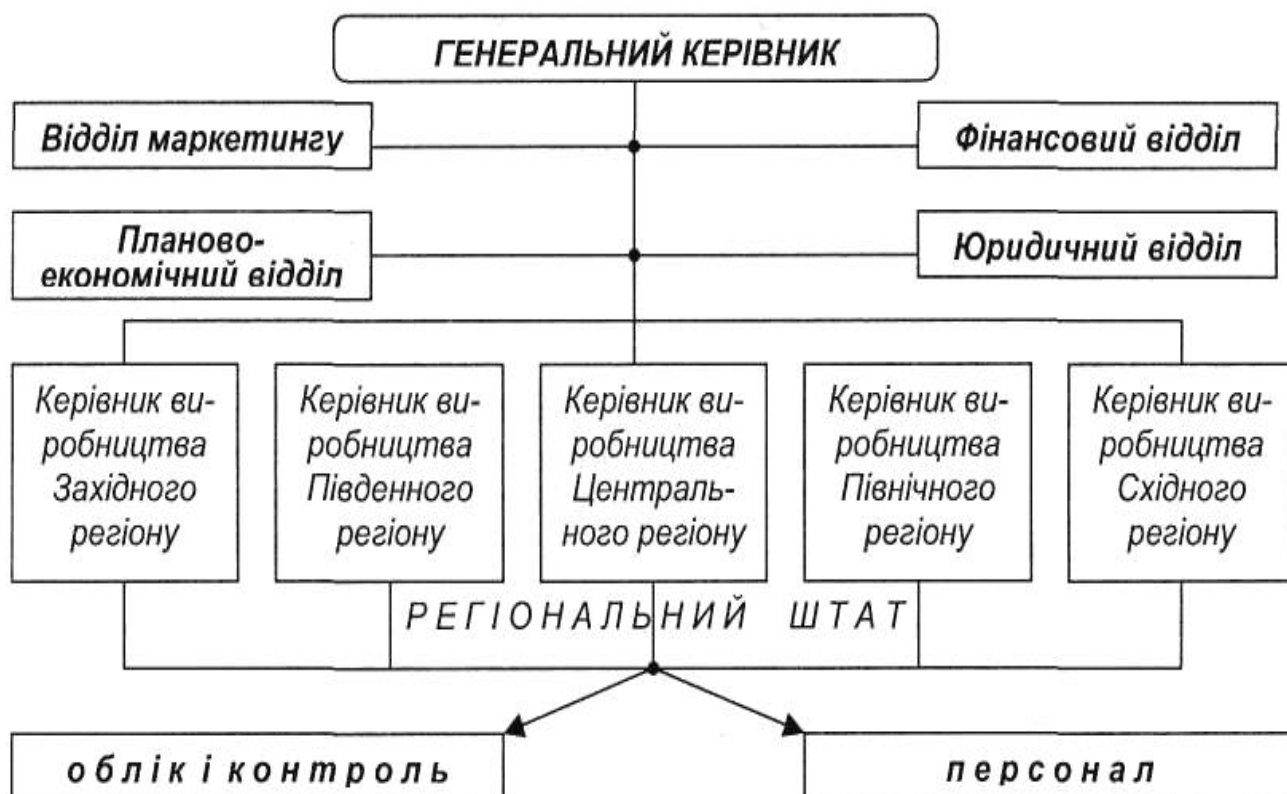 ГЕНЕРАЛЬНИЙ КЕРІВНИК
Відділ маркетингу
Фінансовий відділ
Планово-
економічний відділ
Юридичний відділ
Керівник ви-
робництва
Західного
регіону
Керівник ви-
робництва
Південного
регіону
Керівник ви-
робництва
Централь-
ного регіону
Керівник ви-
робництва
Північного
регіону
Керівник ви-
робництва
Східного
регіону
РЕГІОНАЛЬНИЙ ШТАТ
облік і контроль
персонал